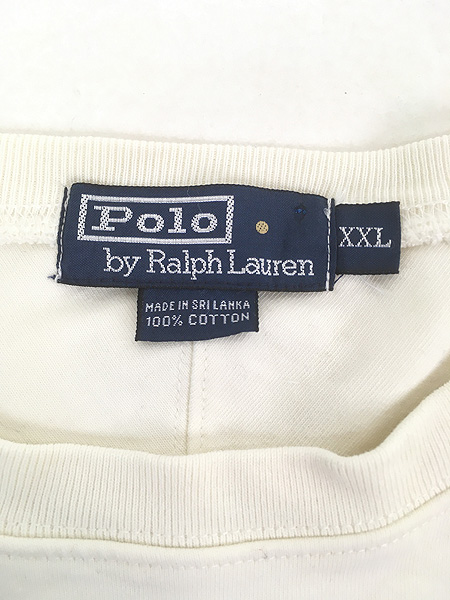 Polo
by Ralph Lauren
XXL
MADE IN SRI LANKA
100% COTTON